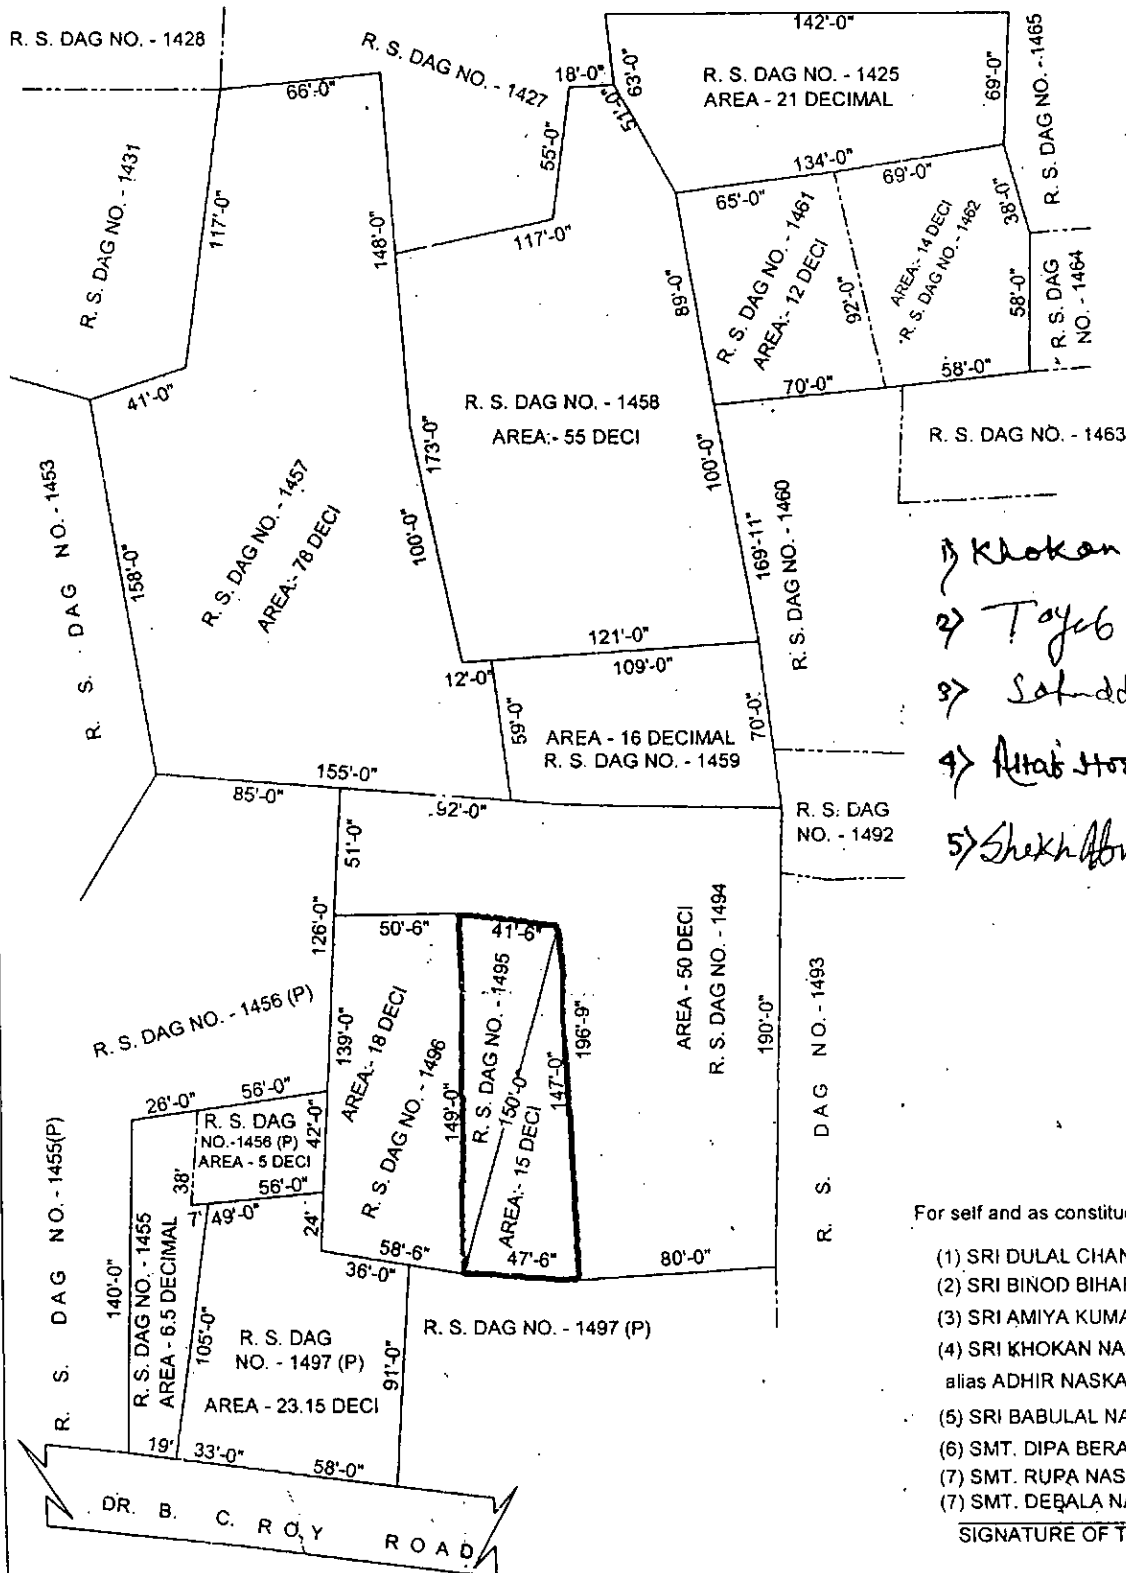 R. S. DAG NO. - 1428
R. S. DAG NO. - 1427
66'-0"
18'-0"
63'-0"
51'-0"
142'-0"
R. S. DAG NO. - 1425
AREA - 21 DECIMAL
69'-0"
R. S. DAG NO. - 1465
R. S. DAG NO. - 1431
117'-0"
148'-0"
55'-0"
117'-0"
134'-0"
65'-0"
69'-0"
38'-0"
R. S. DAG NO. - 1461
AREA:- 12 DECI
92'-0"
AREA:- 14 DECI
R. S. DAG NO. - 1462
58'-0"
R. S. DAG
NO. - 1464
89'-0"
41'-0"
70'-0"
58'-0"
R. S. DAG NO. - 1458
AREA:- 55 DECI
R. S. DAG NO. - 1463
R. S. DAG NO. - 1453
158'-0"
R. S. DAG NO. - 1457
AREA:- 78 DECI
173'-0"
100'-0"
100'-0"
169'-11"
R. S. DAG NO. - 1460
1) Khokan
2) Tayeb
3)
4)
5) Shekh
121'-0"
12'-0"
109'-0"
59'-0"
70'-0"
AREA - 16 DECIMAL
R. S. DAG NO. - 1459
155'-0"
85'-0"
92'-0"
R. S. DAG
NO. - 1492
51'-0"
126'-0"
50'-6"
41'-6"
AREA - 50 DECI
R. S. DAG NO. - 1494
190'-0"
R. S. DAG NO. - 1493
R. S. DAG NO. - 1456 (P)
139'-0"
AREA:- 18 DECI
R. S. DAG NO. - 1496
149'-0"
R. S. DAG NO. - 1495
150'-0"
AREA:- 15 DECI
147'-0"
196'-9"
26'-0"
56'-0"
R. S. DAG
NO.-1456 (P)
AREA - 5 DECI
42'-0"
38'
56'-0"
7'
49'-0"
24'
58'-6"
36'-0"
47'-6"
80'-0"
R. S. DAG NO. - 1455(P)
140'-0"
R. S. DAG NO. - 1455
AREA - 6.5 DECIMAL
105'-0"
R. S. DAG
NO. - 1497 (P)
AREA - 23.15 DECI
91'-0"
R. S. DAG NO. - 1497 (P)
19'
33'-0"
58'-0"
DR. B. C. ROY ROAD
For self and as constitu
(1) SRI DULAL CHAN
(2) SRI BINOD BIHA
(3) SRI AMIYA KUMA
(4) SRI KHOKAN NA
alias ADHIR NASKA
(5) SRI BABULAL NA
(6) SMT. DIPA BERA
(7) SMT. RUPA NAS
(7) SMT. DEBALA NA
SIGNATURE OF T